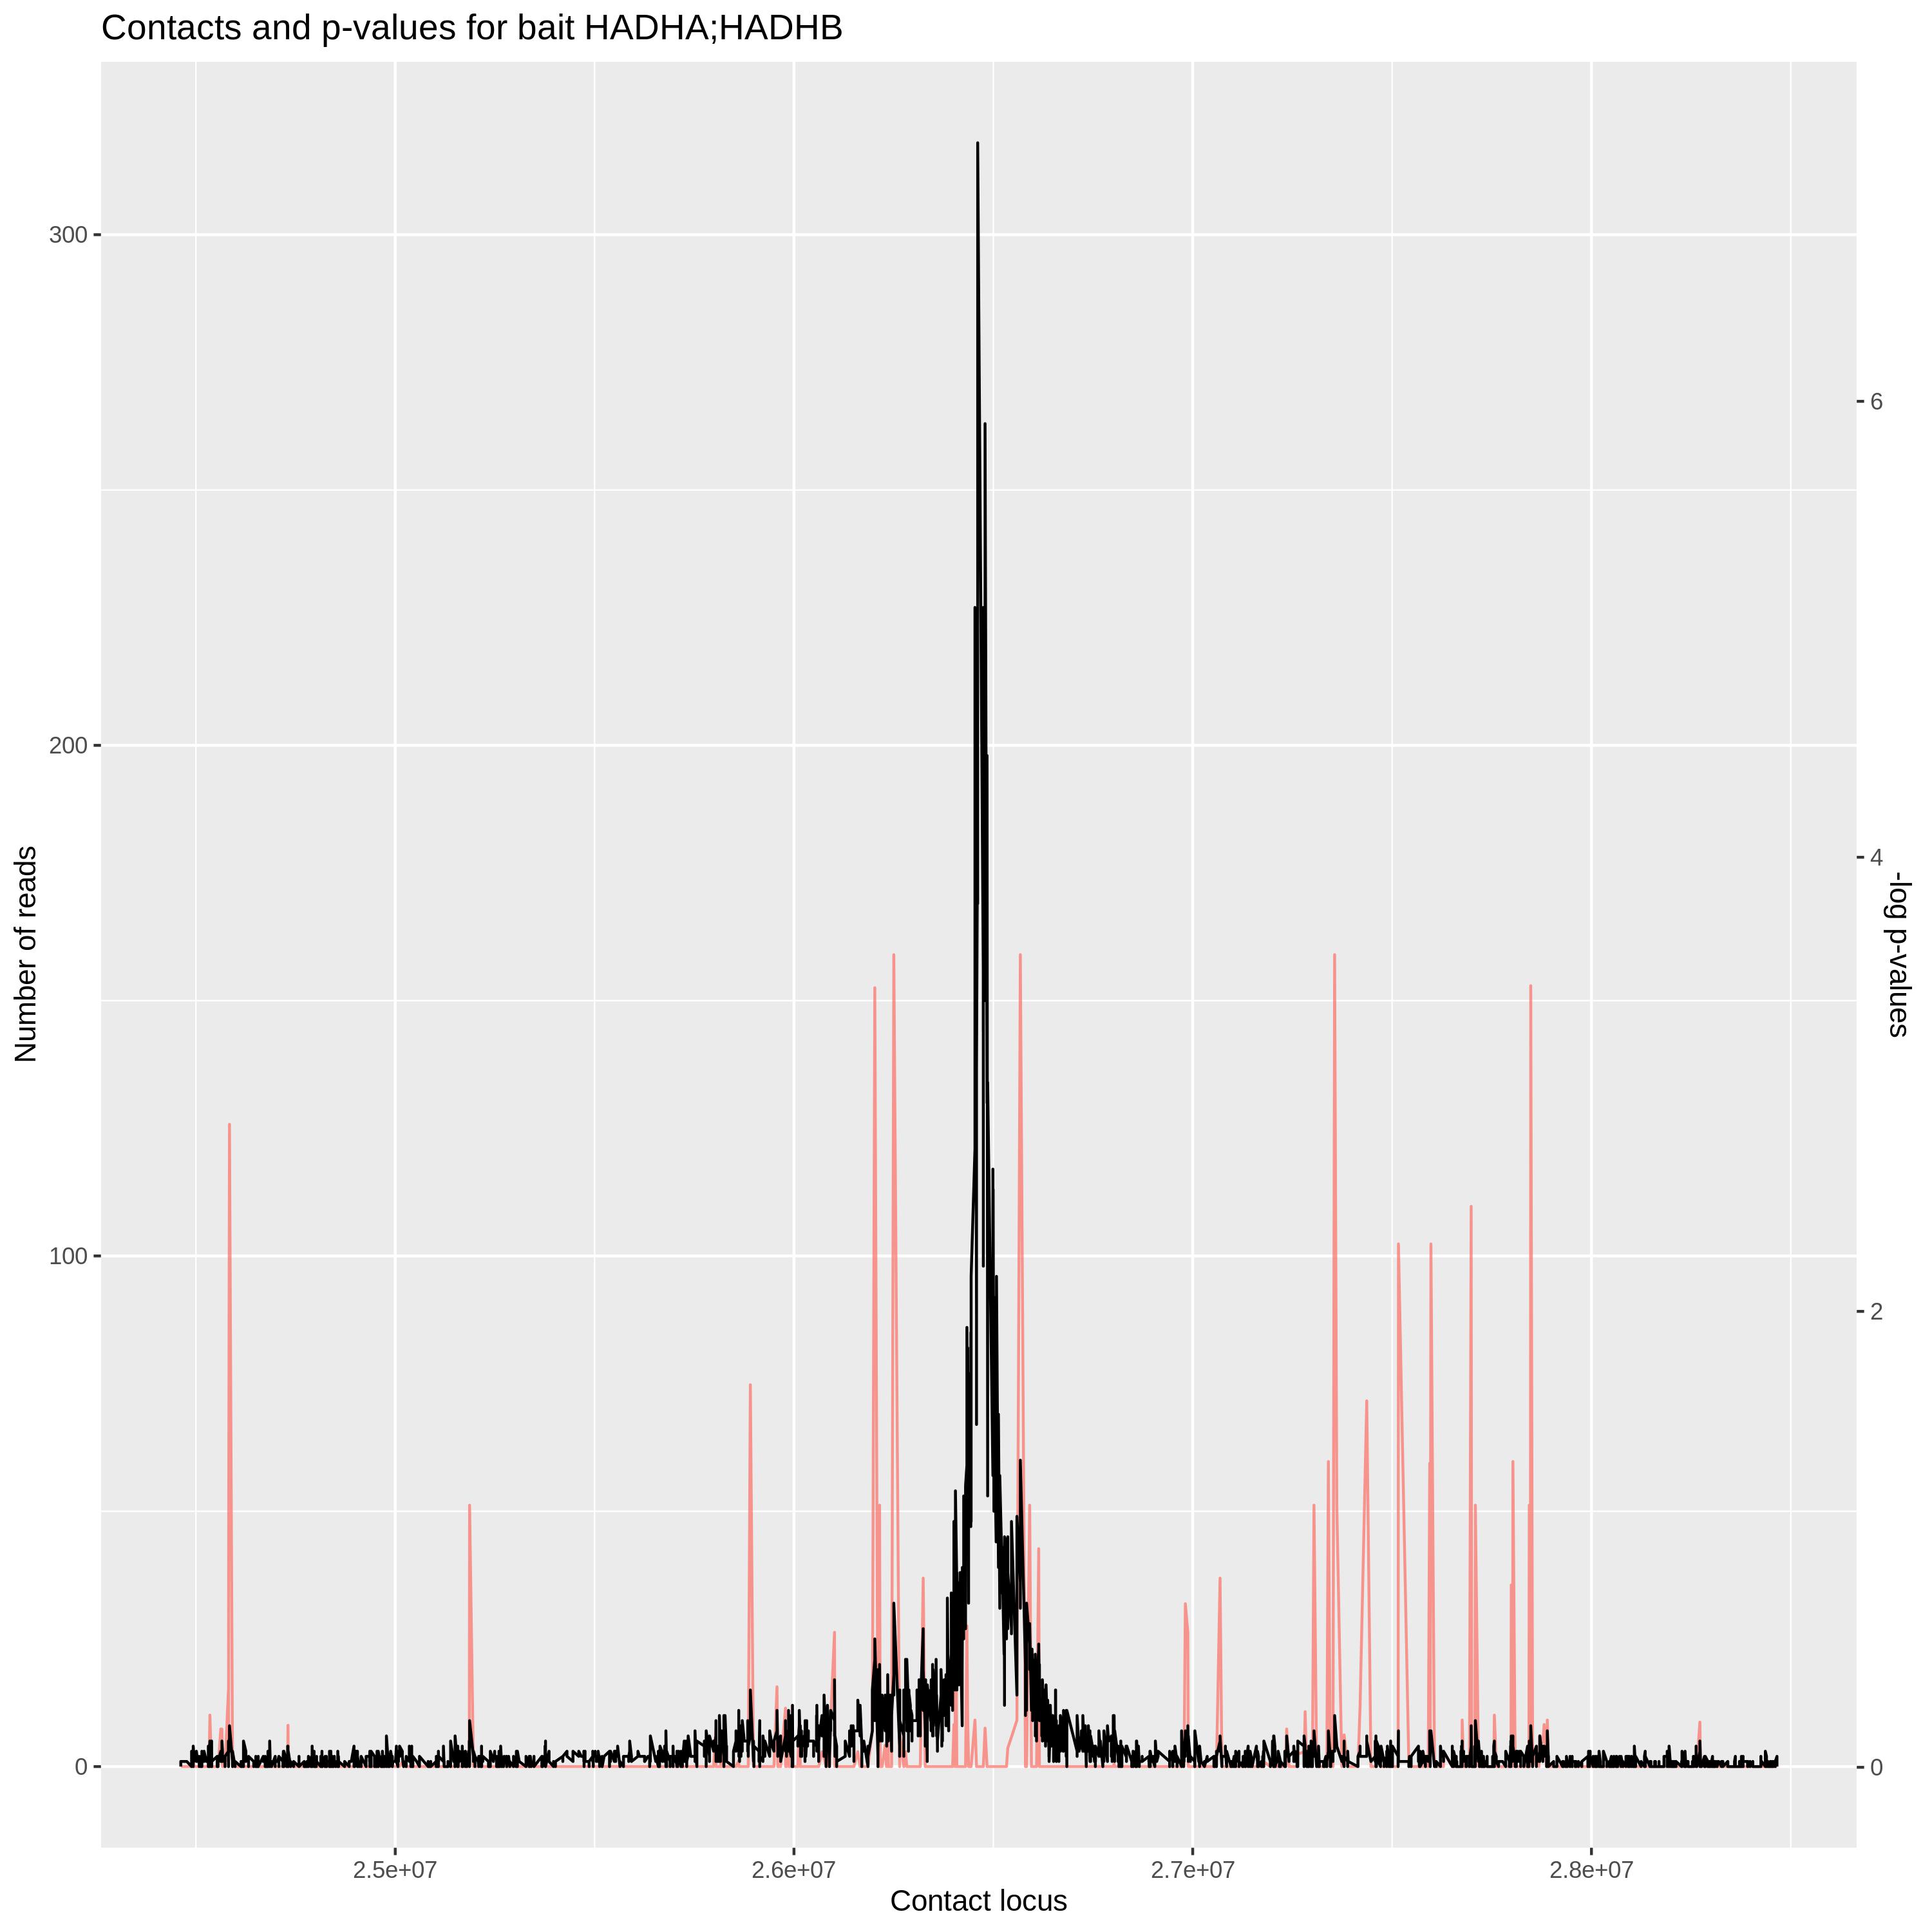 Contacts and p-values for bait HADHA;HADHB
300
200
100
0
Number of reads
6
4
2
0
-log p-values
2.5e+07
2.6e+07
2.7e+07
2.8e+07
Contact locus